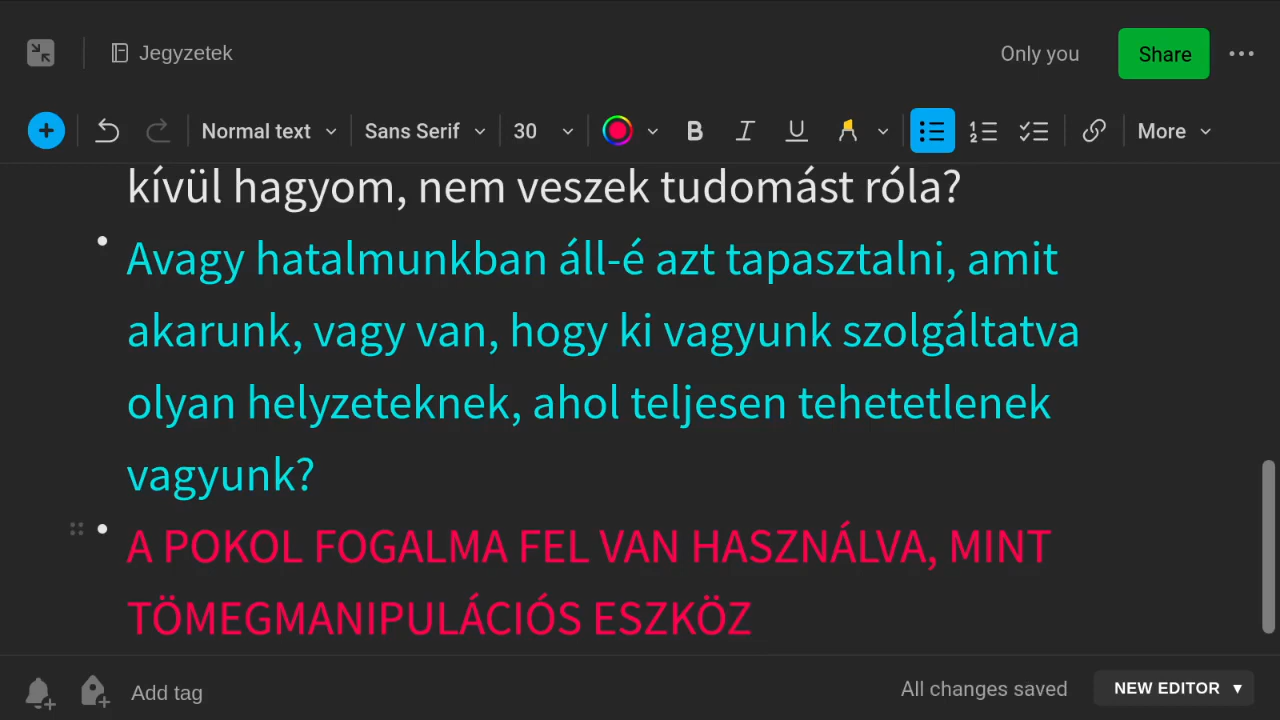 Jegyzetek
Only you
Share
Normal text
Sans Serif
30
B
I
U
More
kívül hagyom, nem veszek tudomást róla?
Avagy hatalmunkban áll-é azt tapasztalni, amit
akarunk, vagy van, hogy ki vagyunk szolgáltatva
olyan helyzeteknek, ahol teljesen tehetetlenek
vagyunk?
A POKOL FOGALMA FEL VAN HASZNÁLVA, MINT
TÖMEGMANIPULÁCIÓS ESZKÖZ
Add tag
All changes saved
NEW EDITOR